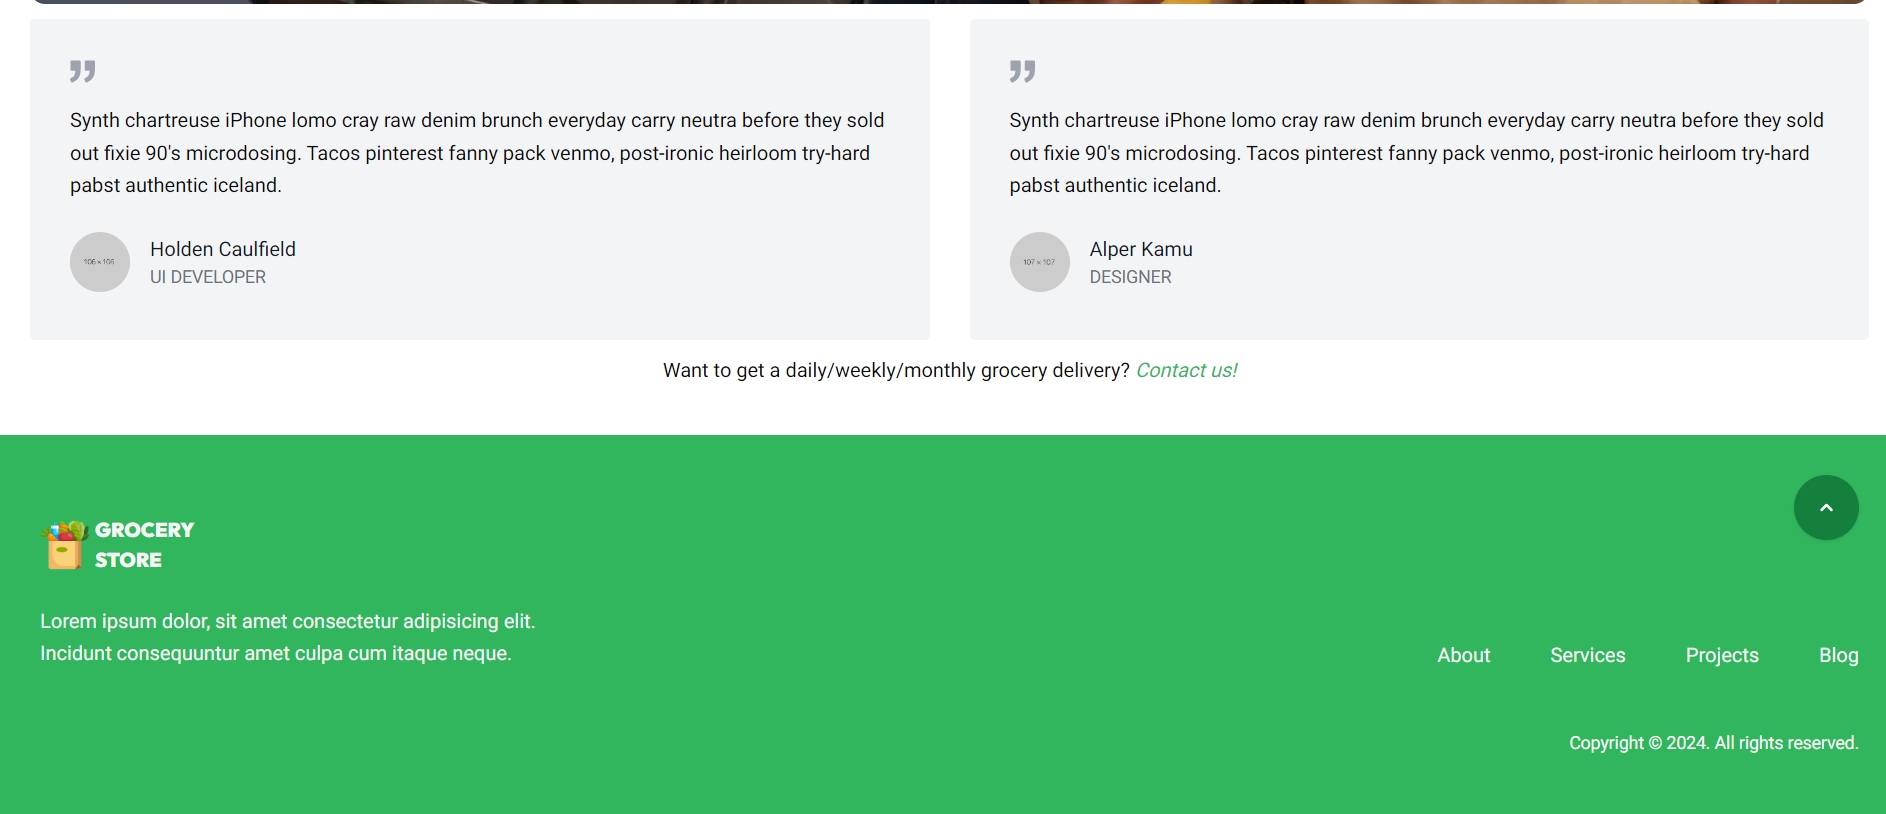 Synth chartreuse iPhone lomo cray raw denim brunch everyday carry neutra before they sold
out fixie 90's microdosing. Tacos pinterest fanny pack venmo, post-ironic heirloom try-hard
pabst authentic iceland.
106 × 106
Holden Caulfield
UI DEVELOPER
Synth chartreuse iPhone lomo cray raw denim brunch everyday carry neutra before they sold
out fixie 90's microdosing. Tacos pinterest fanny pack venmo, post-ironic heirloom try-hard
pabst authentic iceland.
107 × 107
Alper Kamu
DESIGNER
Want to get a daily/weekly/monthly grocery delivery? Contact us!
GROCERY
STORE
Lorem ipsum dolor, sit amet consectetur adipisicing elit.
Incidunt consequuntur amet culpa cum itaque neque.
About Services Projects Blog
Copyright © 2024. All rights reserved.